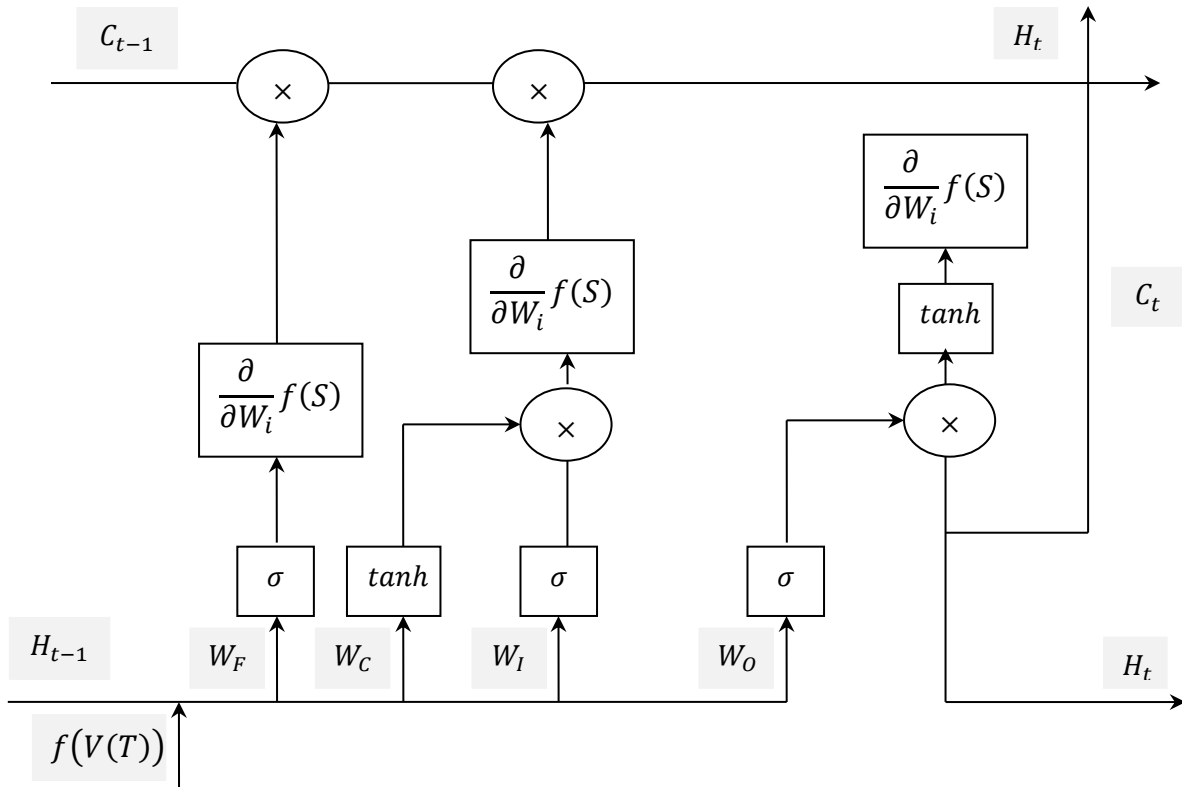 C_{t−1}
H_t
×
×
∂/∂W_i f(S)
∂/∂W_i f(S)
C_t
tanh
∂/∂W_i f(S)
×
×
σ
tanh
σ
σ
H_{t−1}
W_F
W_C
W_I
W_O
H_t
f(V(T))